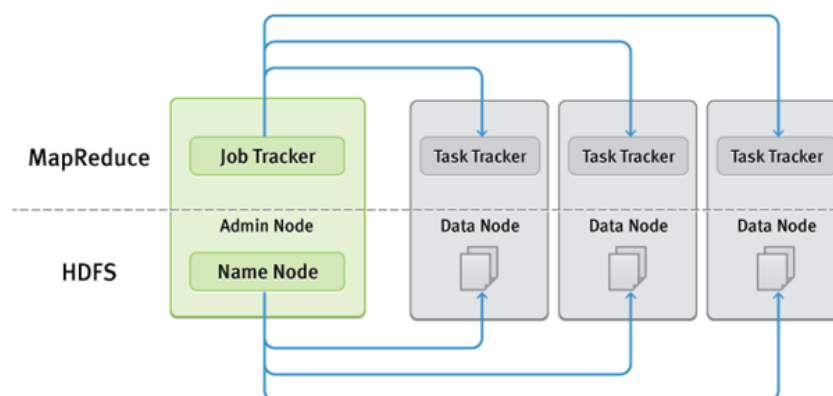 MapReduce
Job Tracker
Task Tracker
Task Tracker
Task Tracker
Admin Node
Data Node
Data Node
Data Node
HDFS
Name Node